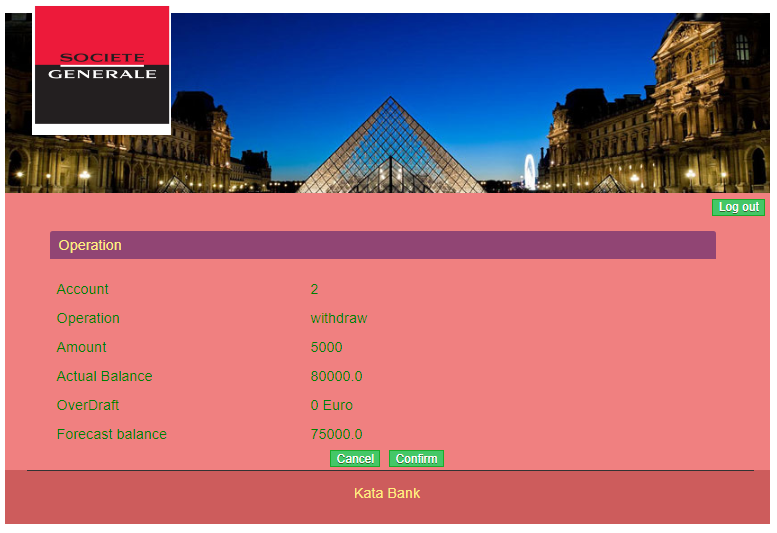 SOCIETE
GENERALE
Log out
Operation
Account 2
Operation withdraw
Amount 5000
Actual Balance 80000.0
OverDraft 0 Euro
Forecast balance 75000.0
Cancel Confirm
Kata Bank